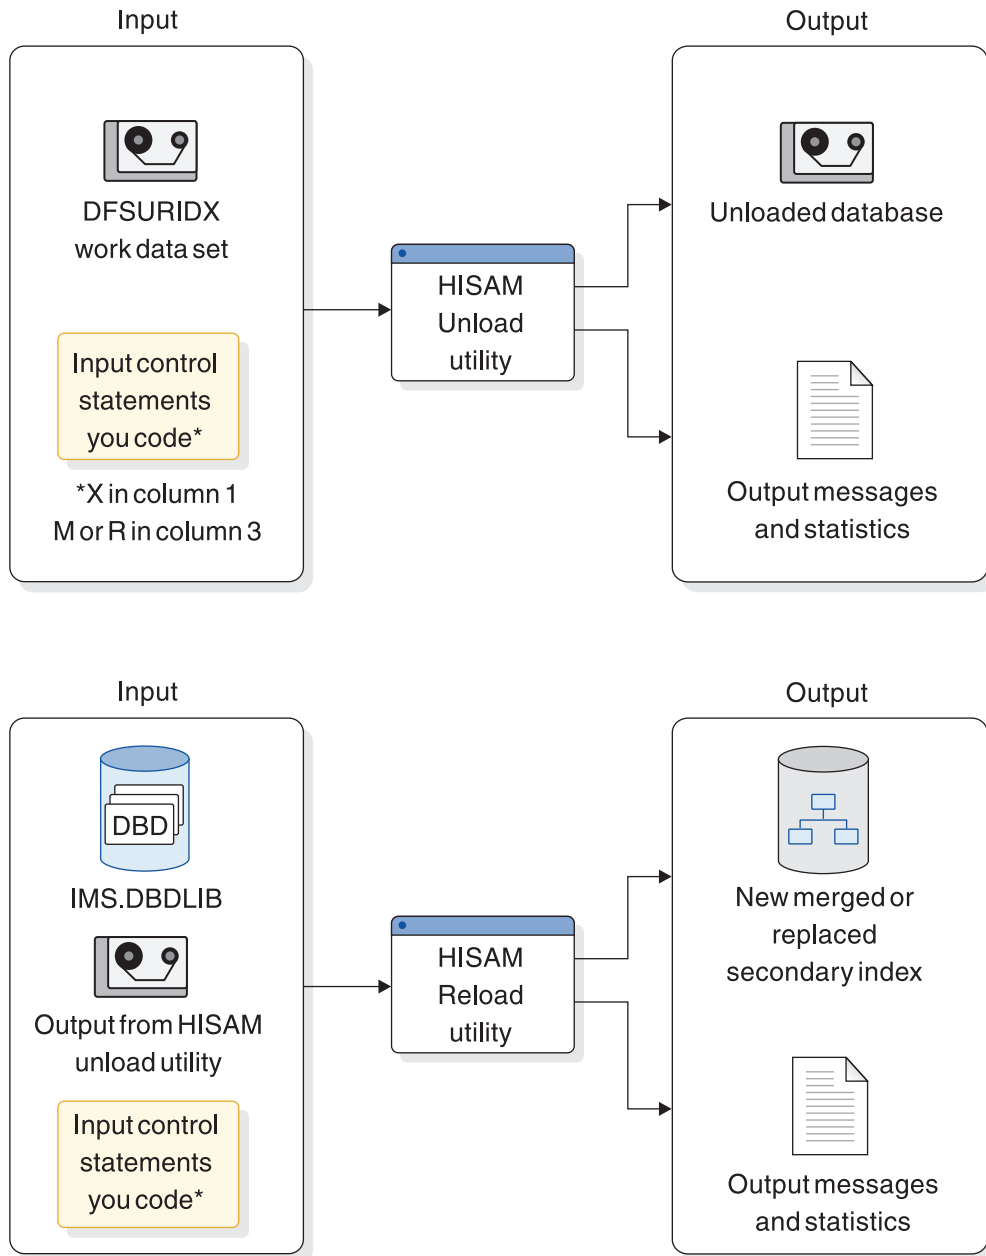 Input
Output
DFSURIDX
work data set
Input control
statements
you code*
*X in column 1
M or R in column 3
HISAM
Unload
utility
Unloaded database
Output messages
and statistics
Input
Output
DBD
IMS.DBDLIB
Output from HISAM
unload utility
Input control
statements
you code*
HISAM
Reload
utility
New merged or
replaced
secondary index
Output messages
and statistics